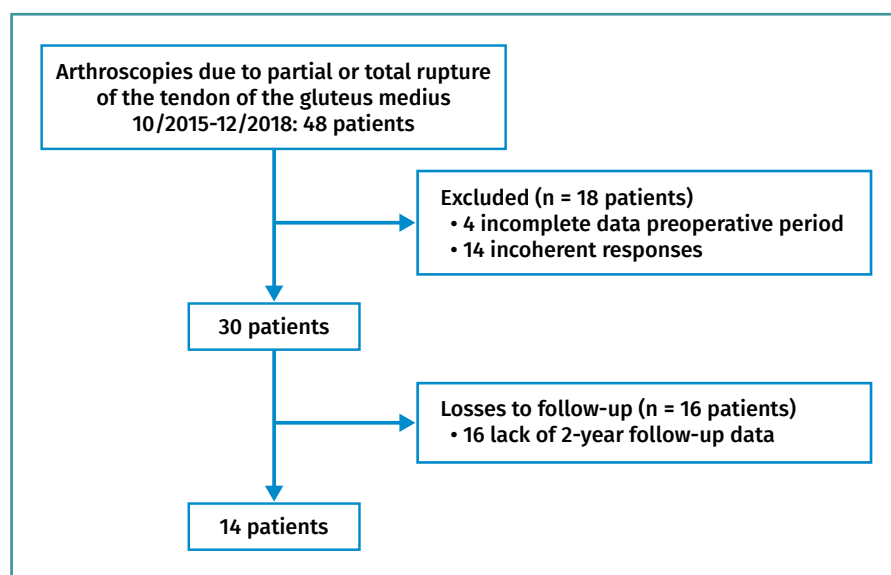 Arthroscopies due to partial or total rupture
of the tendon of the gluteus medius
10/2015-12/2018: 48 patients
Excluded (n = 18 patients)
• 4 incomplete data preoperative period
• 14 incoherent responses
30 patients
Losses to follow-up (n = 16 patients)
• 16 lack of 2-year follow-up data
14 patients